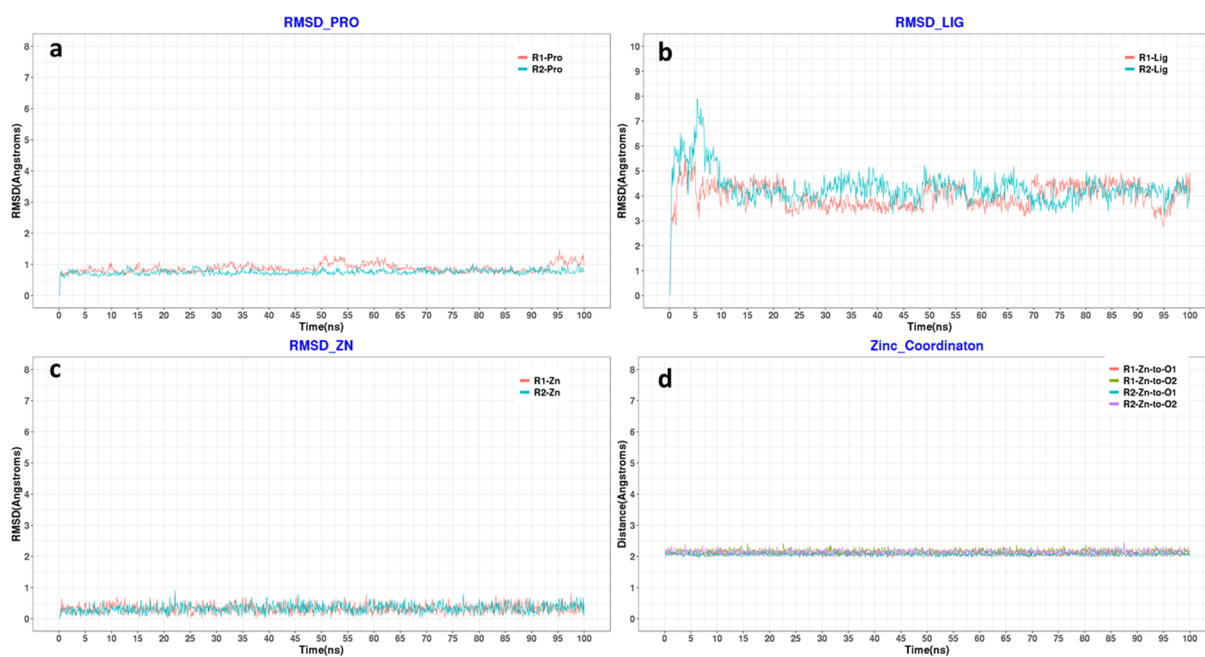 RMSD_PRO
a
R1-Pro
R2-Pro
8
7
6
5
4
3
2
1
0
RMSD(Angstroms)
0 5 10 15 20 25 30 35 40 45 50 55 60 65 70 75 80 85 90 95 100
Time(ns)
RMSD_LIG
b
R1-Lig
R2-Lig
10
9
8
7
6
5
4
3
2
1
0
RMSD(Angstroms)
0 5 10 15 20 25 30 35 40 45 50 55 60 65 70 75 80 85 90 95 100
Time(ns)
RMSD_ZN
c
R1-Zn
R2-Zn
8
7
6
5
4
3
2
1
0
RMSD(Angstroms)
0 5 10 15 20 25 30 35 40 45 50 55 60 65 70 75 80 85 90 95 100
Time(ns)
Zinc_Coordinaton
d
R1-Zn-to-O1
R1-Zn-to-O2
R2-Zn-to-O1
R2-Zn-to-O2
8
7
6
5
4
3
2
1
0
Distance(Angstroms)
0 5 10 15 20 25 30 35 40 45 50 55 60 65 70 75 80 85 90 95 100
Time(ns)